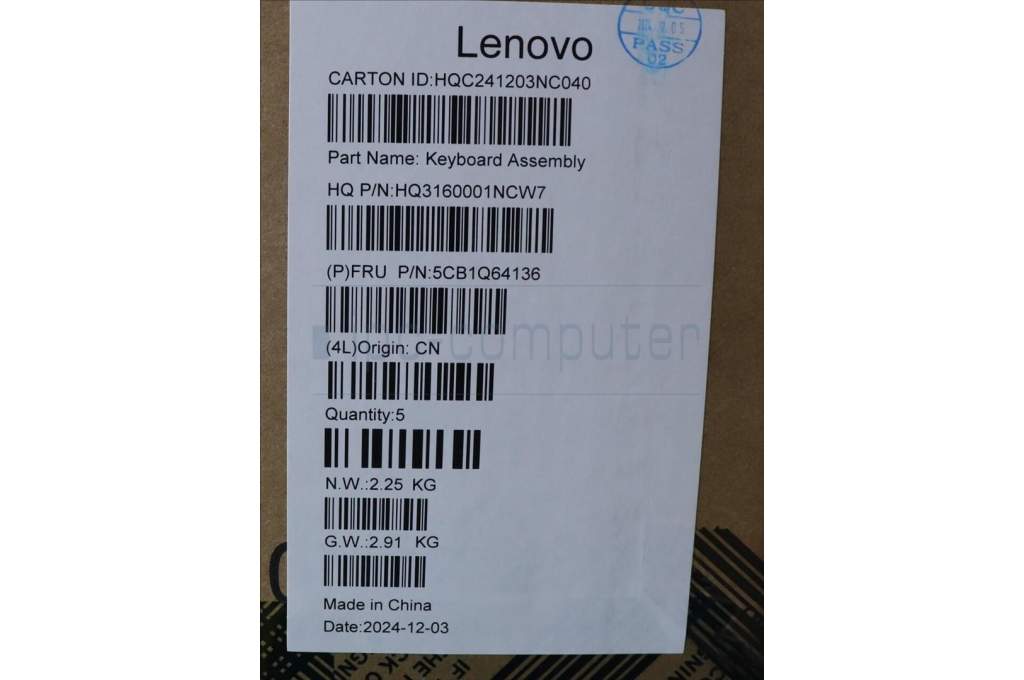 Lenovo
PASS
02
CARTON ID:HQC241203NC040
Part Name: Keyboard Assembly
HQ P/N:HQ3160001NCW7
(P)FRU P/N:5CB1Q64136
computer
(4L)Origin: CN
Quantity:5
N.W.:2.25 KG
G.W.:2.91 KG
Made in China
Date:2024-12-03